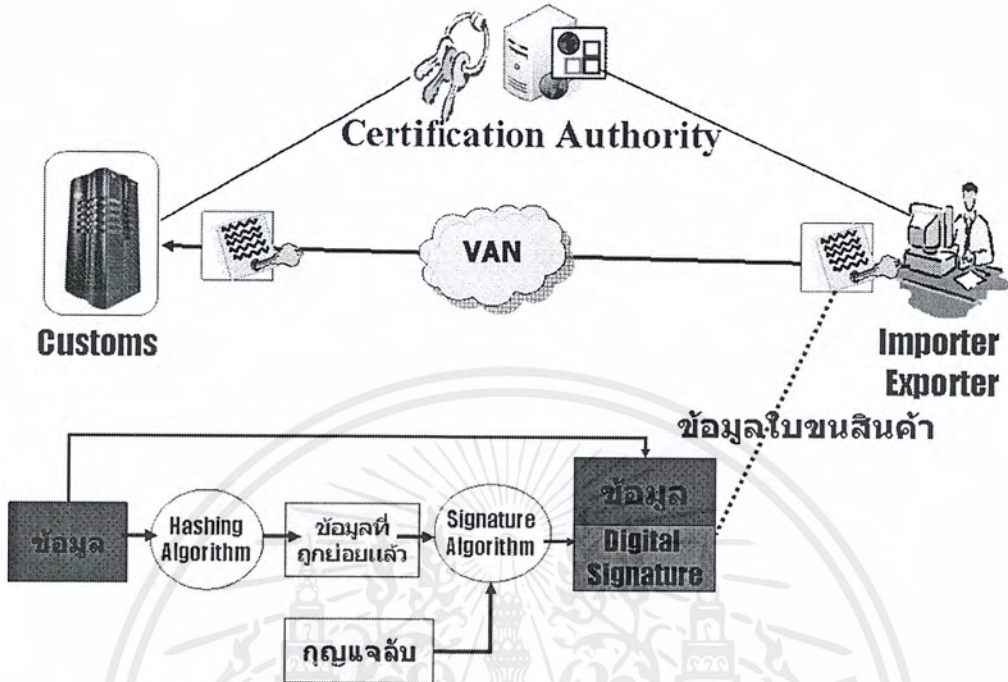 Certification Authority
VAN
Customs
Importer
Exporter
ข้อมูลใบขนสินค้า
ข้อมูล
Hashing
Algorithm
ข้อมูลที่
ถูกย่อยแล้ว
Signature
Algorithm
ข้อมูล
Digital
Signature
กุญแจลับ